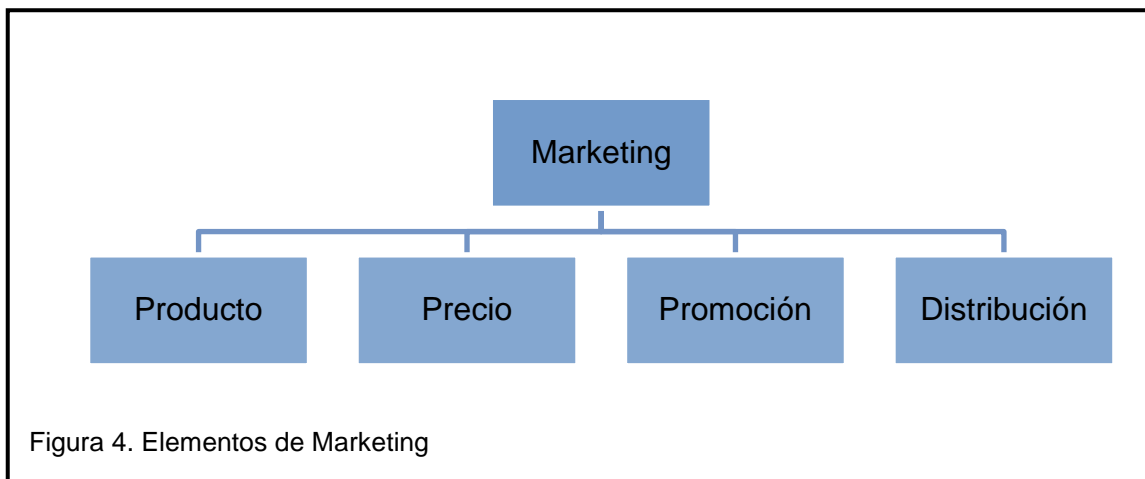 Marketing
Producto
Precio
Promoción
Distribución
Figura 4. Elementos de Marketing